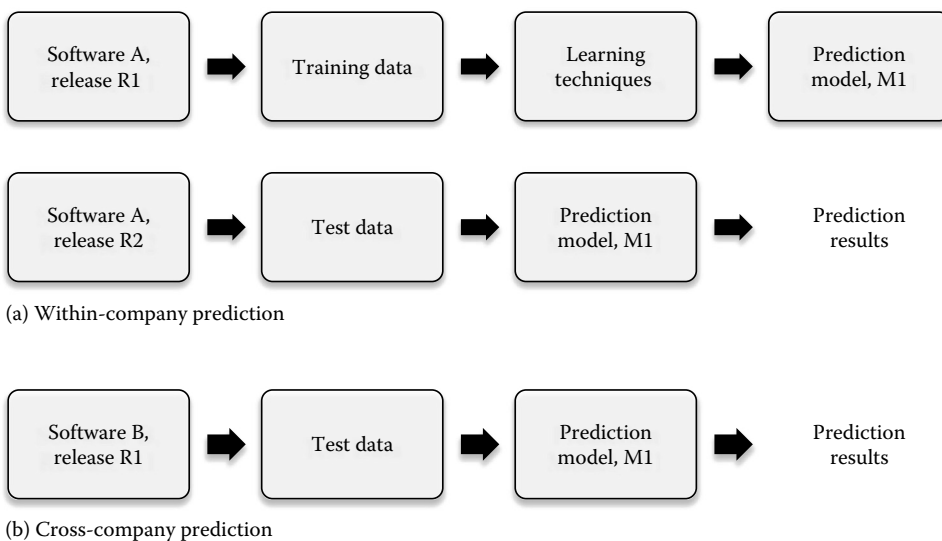 Software A,
release R1
Training data
Learning
techniques
Prediction
model, M1
Software A,
release R2
Test data
Prediction
model, M1
Prediction
results
(a) Within-company prediction
Software B,
release R1
Test data
Prediction
model, M1
Prediction
results
(b) Cross-company prediction